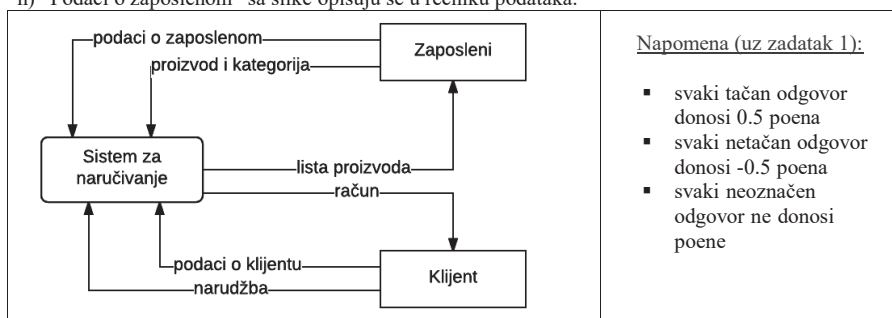 "Podaci o zaposlenom" sa slike opisuju se u rečniku podataka.
podaci o zaposlenom
proizvod i kategorija
Zaposleni
Sistem za
naručivanje
lista proizvoda
račun
podaci o klijentu
narudžba
Klijent
Napomena (uz zadatak 1):
▪ svaki tačan odgovor
donosi 0.5 poena
▪ svaki netačan odgovor
donosi -0.5 poena
▪ svaki neoznačen
odgovor ne donosi
poene